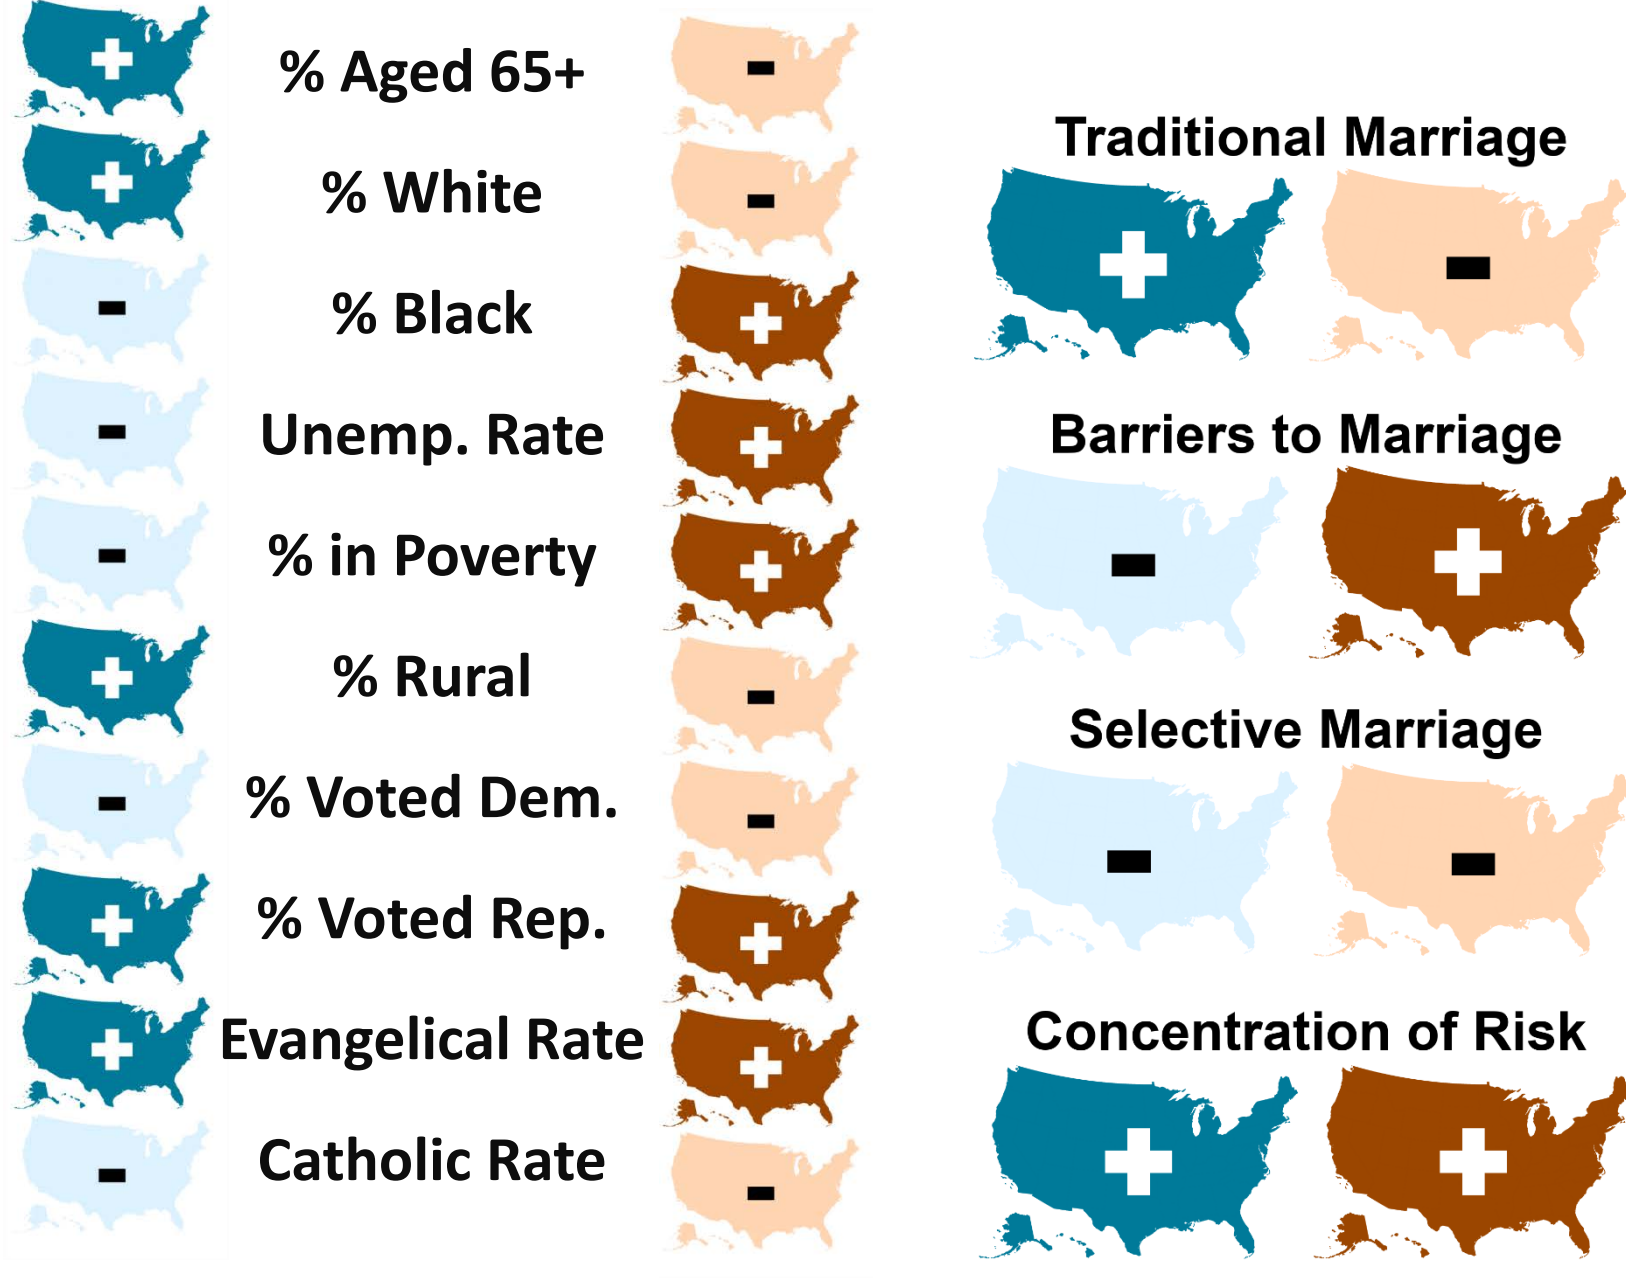 % Aged 65+
% White
% Black
Unemp. Rate
% in Poverty
% Rural
% Voted Dem.
% Voted Rep.
Evangelical Rate
Catholic Rate
Traditional Marriage
Barriers to Marriage
Selective Marriage
Concentration of Risk